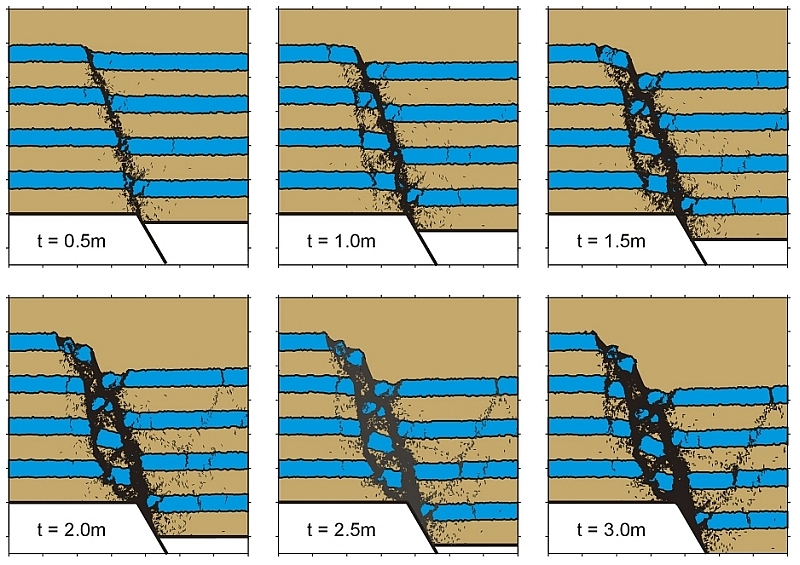 t = 0.5m
t = 1.0m
t = 1.5m
t = 2.0m
t = 2.5m
t = 3.0m